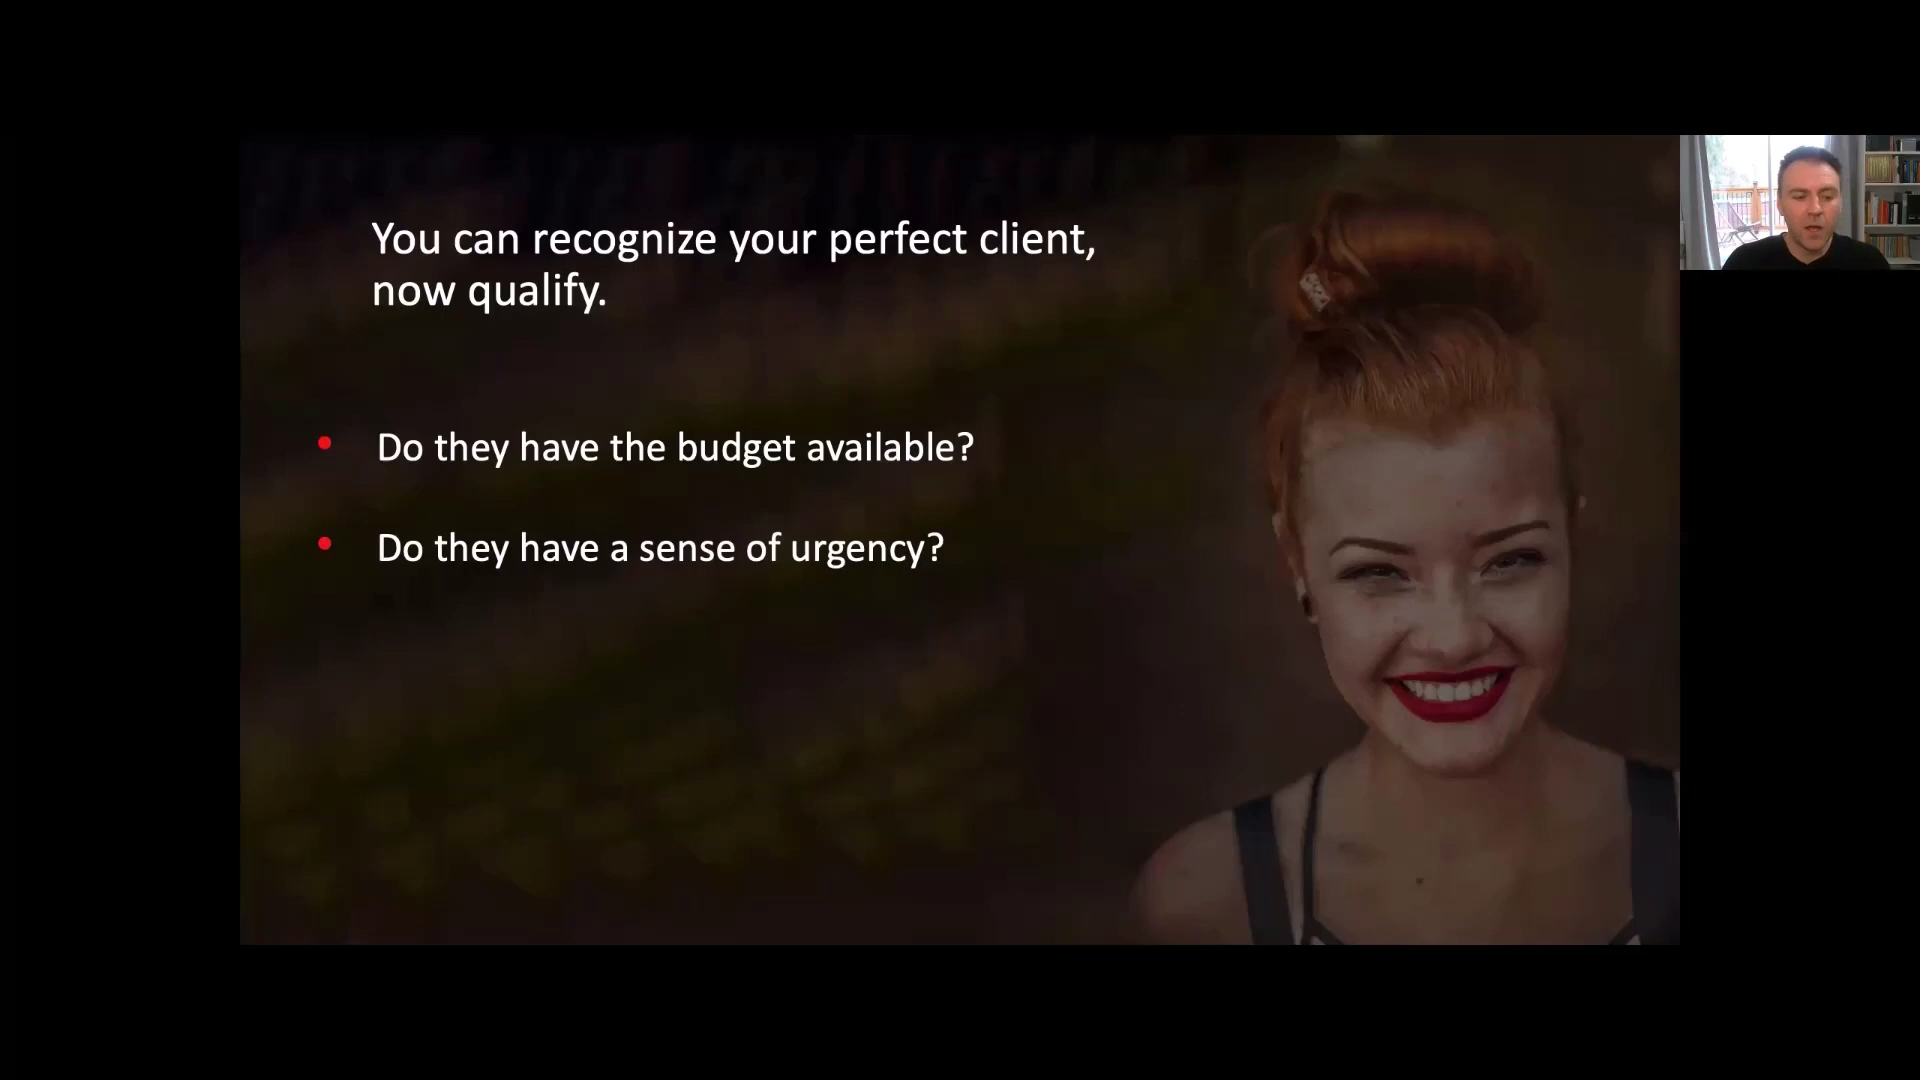 You can recognize your perfect client,
now qualify.
Do they have the budget available?
Do they have a sense of urgency?